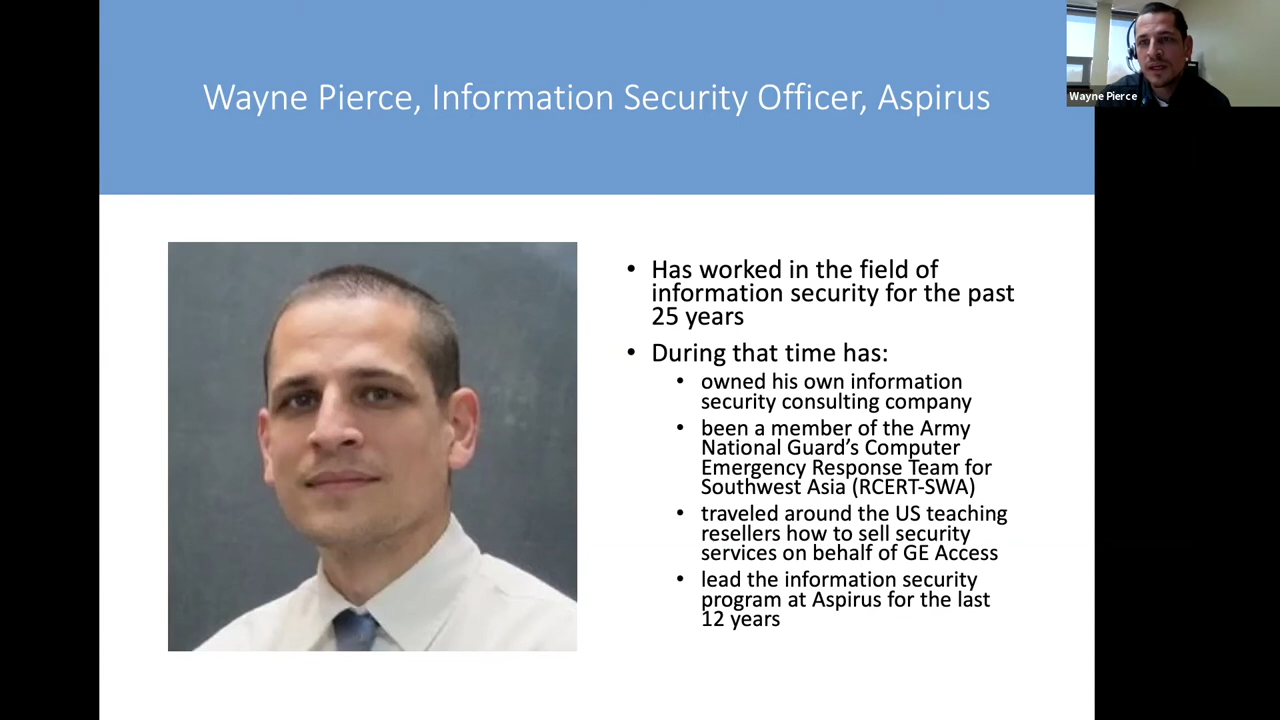 Wayne Pierce, Information Security Officer, Aspirus
Wayne Pierce
• Has worked in the field of
information security for the past
25 years
• During that time has:
• owned his own information
security consulting company
• been a member of the Army
National Guard’s Computer
Emergency Response Team for
Southwest Asia (RCERT-SWA)
• traveled around the US teaching
resellers how to sell security
services on behalf of GE Access
• lead the information security
program at Aspirus for the last
12 years